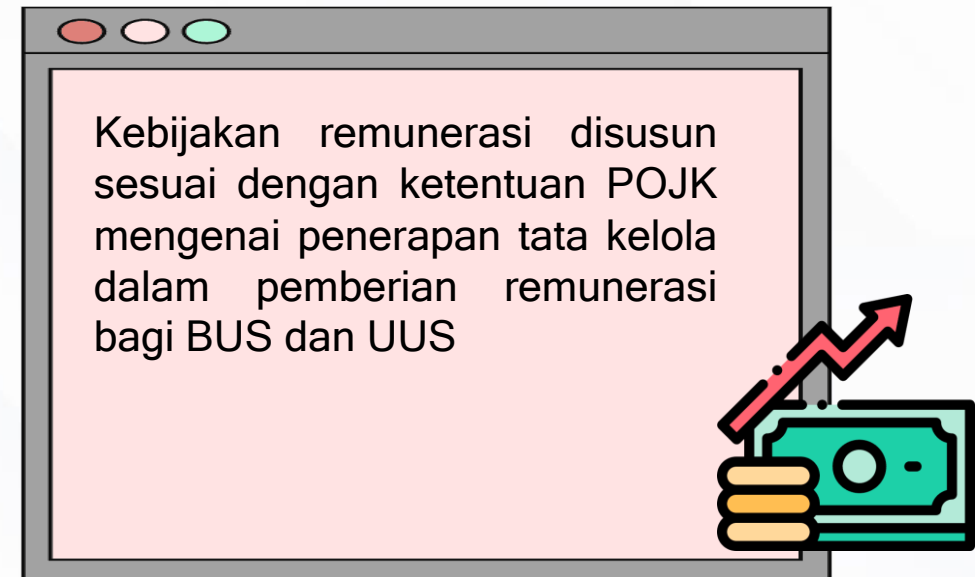 Kebijakan remunerasi disusun
sesuai dengan ketentuan POJK
mengenai penerapan tata kelola
dalam pemberian remunerasi
bagi BUS dan UUS